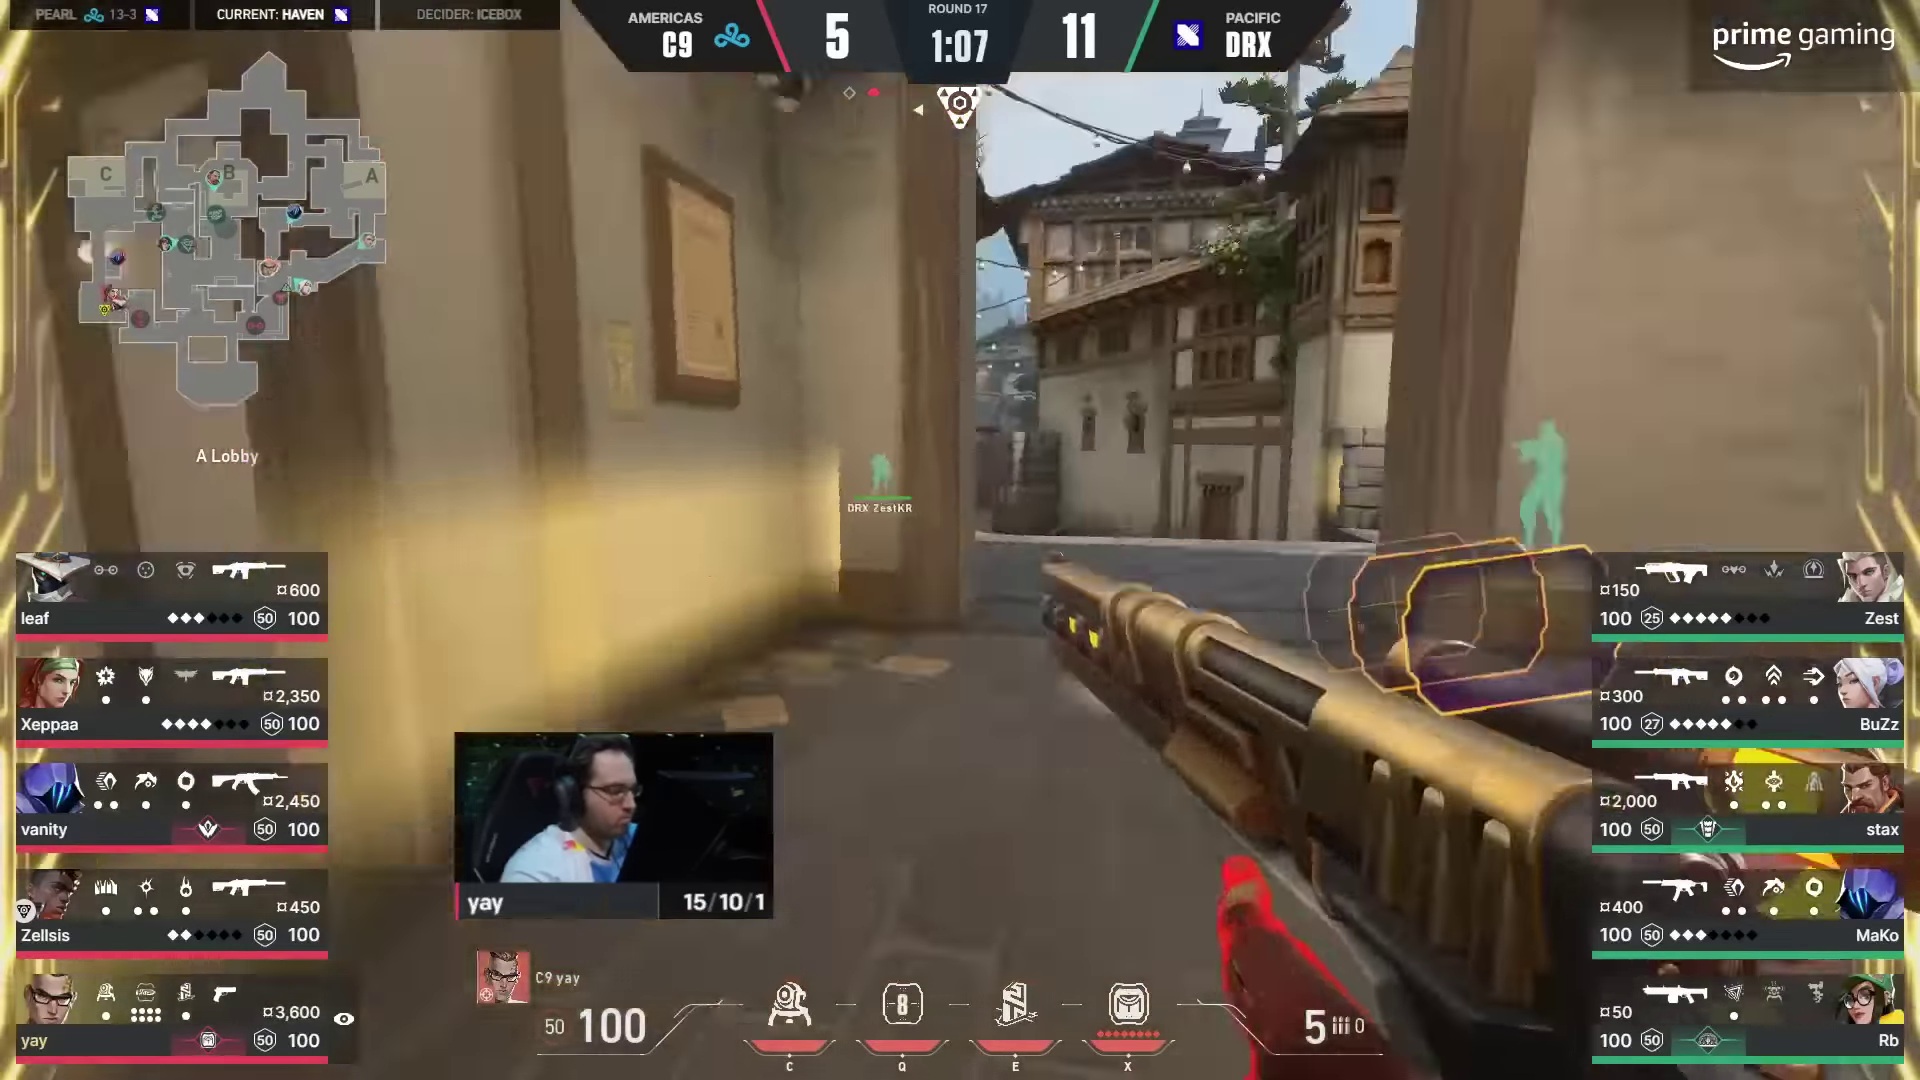 PEARL 13-3
CURRENT: HAVEN
DECIDER: ICEBOX
AMERICAS
C9
5
ROUND 17
1:07
11
PACIFIC
DRX
prime gaming
C
B
A
A Lobby
DRX ZestKR
600
leaf 50 100
2,350
Xeppaa 50 100
2,450
vanity 50 100
450
Zellsis 50 100
3,600
yay 50 100
150
100 25 Zest
300
100 27 BuZz
2,000
100 50 stax
400
100 50 MaKo
50
100 50 Rb
yay 15/10/1
C9 yay
50 100
8
5 0
C Q E X